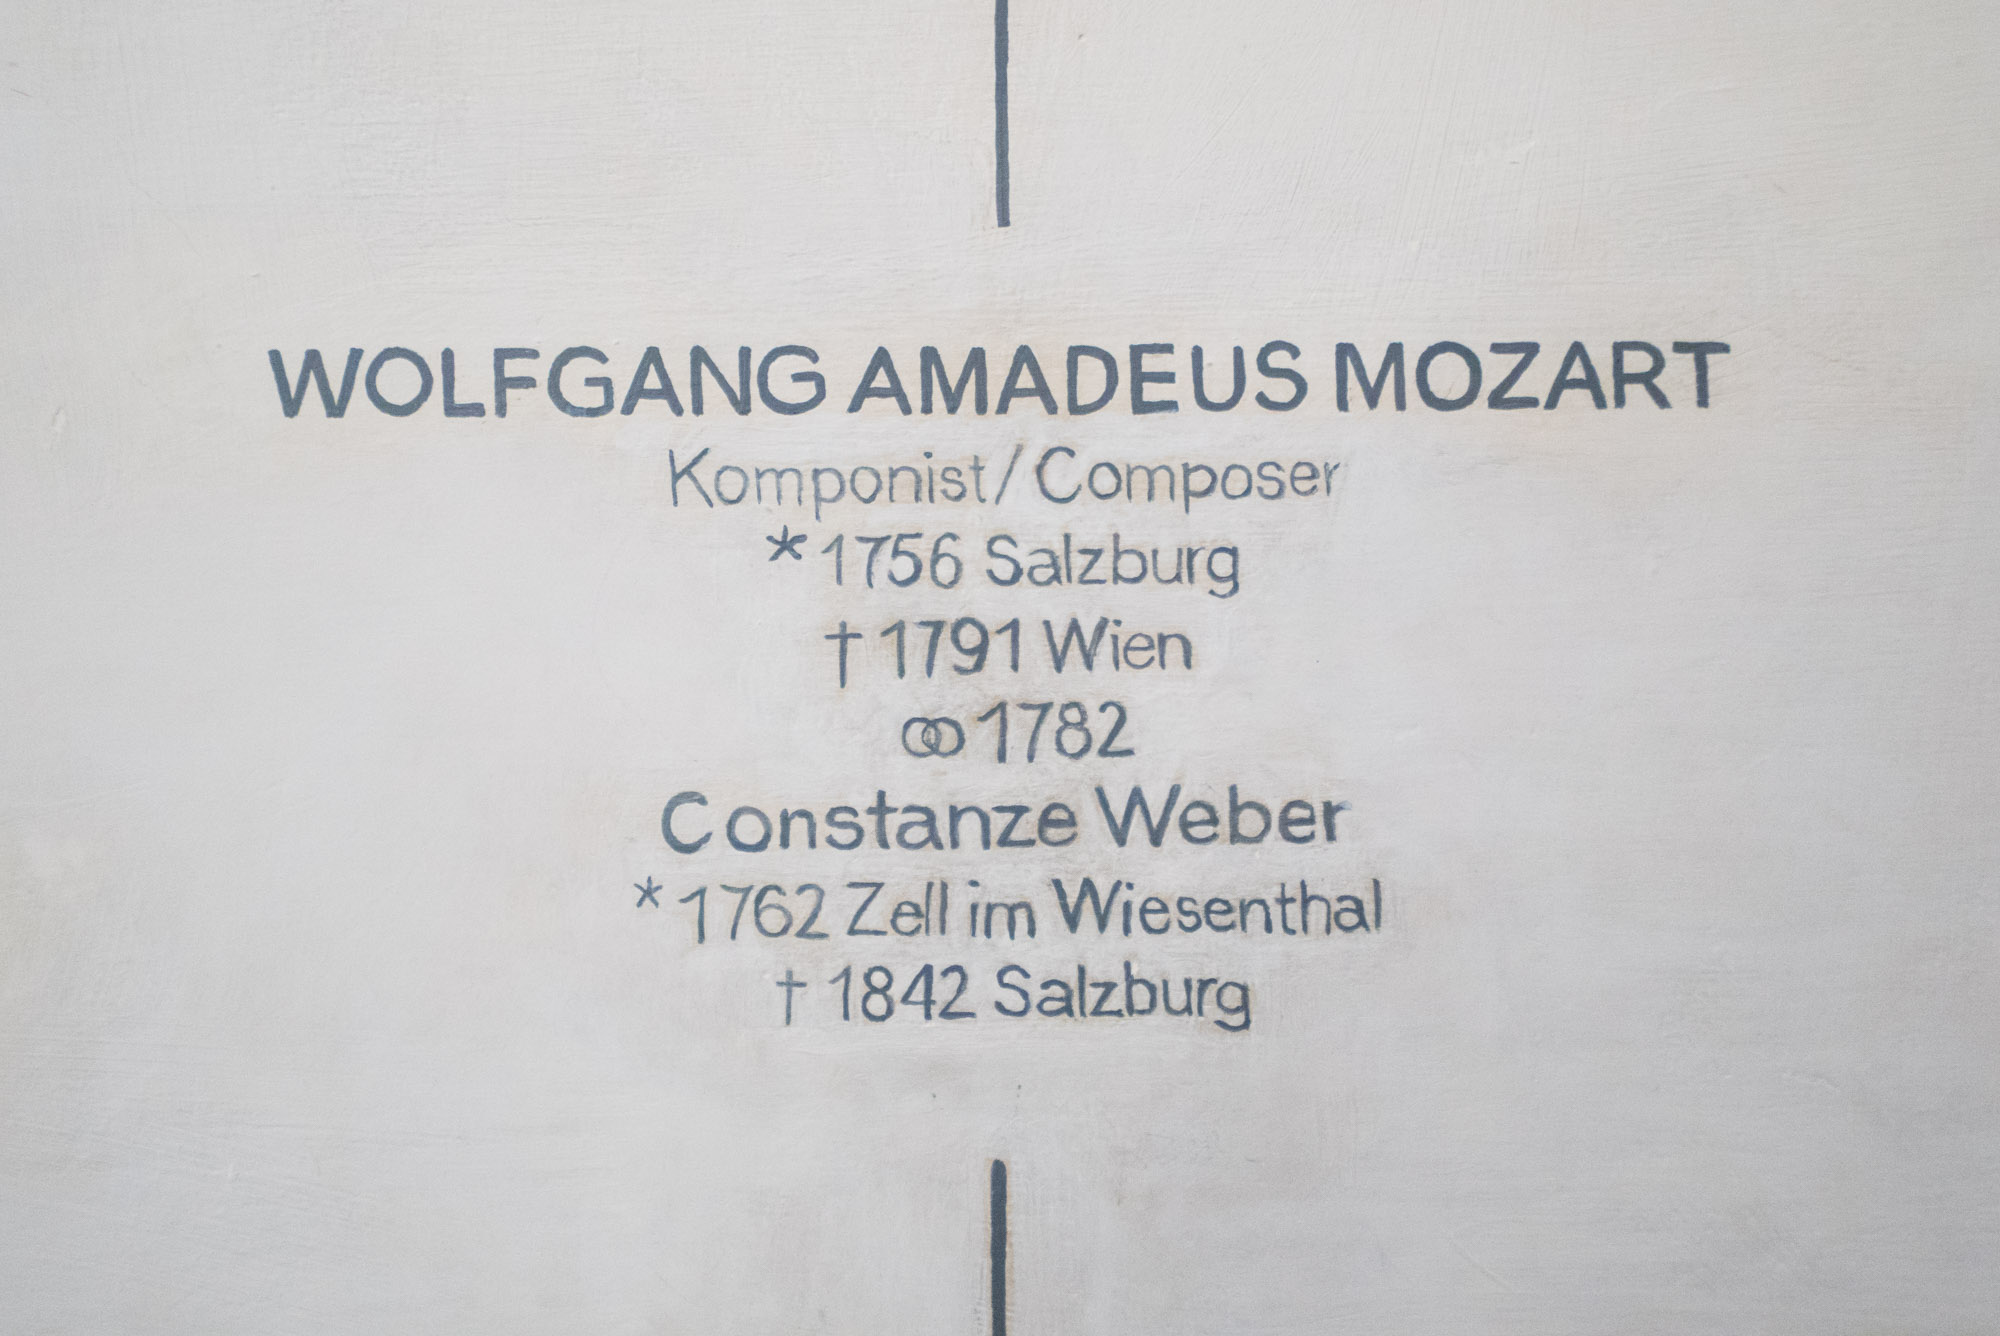 WOLFGANG AMADEUS MOZART
Komponist/Composer
* 1756 Salzburg
† 1791 Wien
⚭ 1782
Constanze Weber
* 1762 Zell im Wiesenthal
† 1842 Salzburg